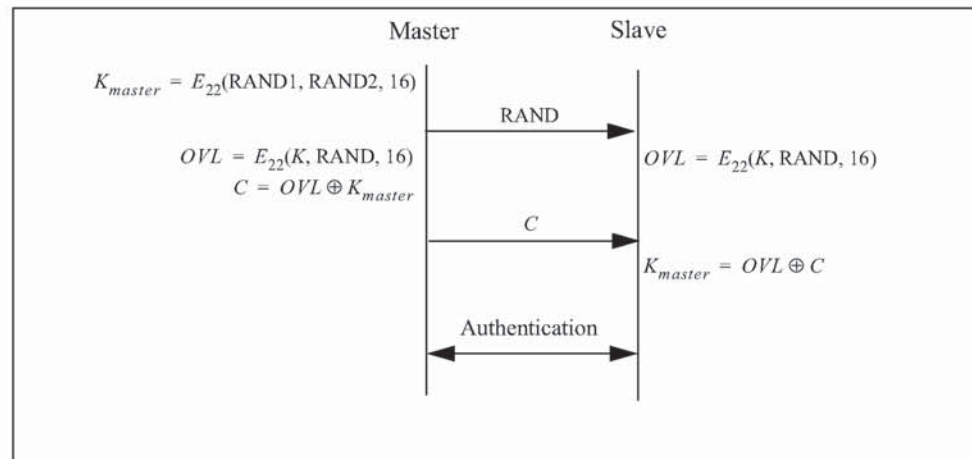 Master Slave
K_master = E_22(RAND1, RAND2, 16)
RAND
OVL = E_22(K, RAND, 16) OVL = E_22(K, RAND, 16)
C = OVL ⊕ K_master
C
K_master = OVL ⊕ C
Authentication